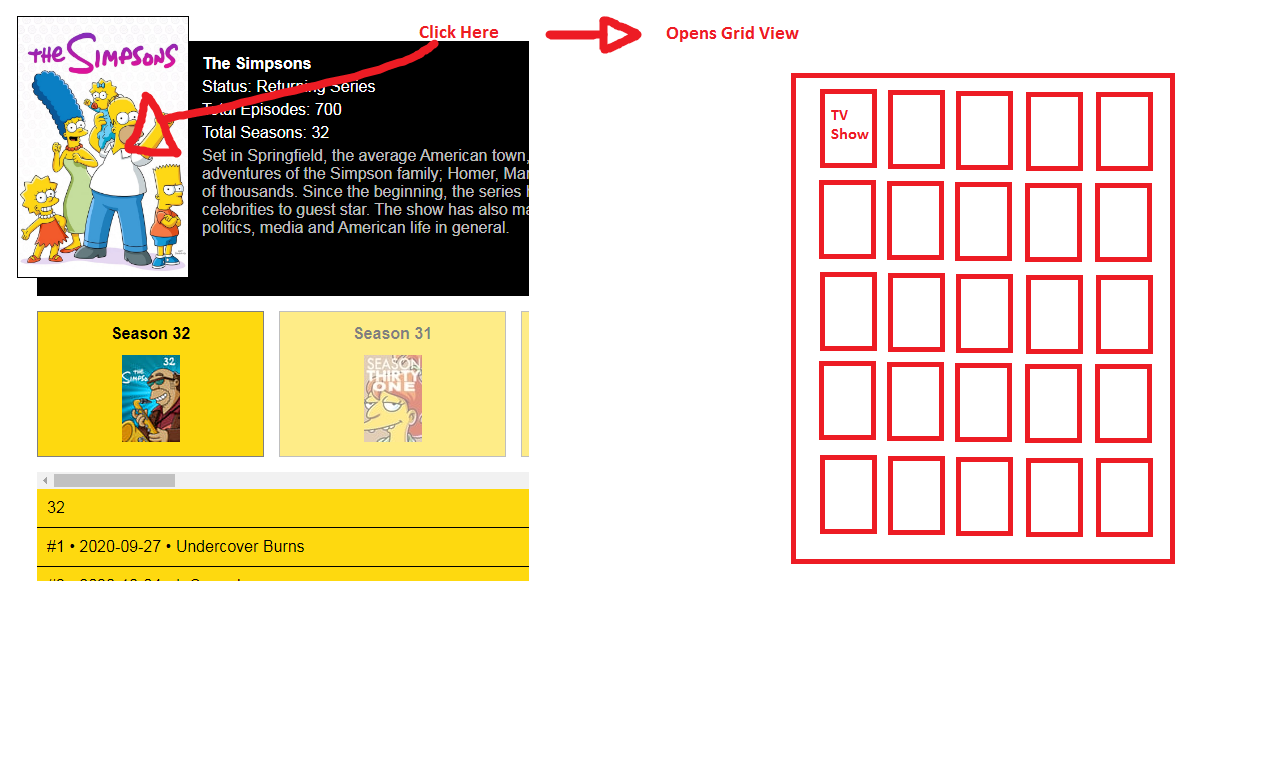 Click Here
Opens Grid View
THE SIMPSONS
The Simpsons
Status: Returning Series
Total Episodes: 700
Total Seasons: 32
Set in Springfield, the average American town,
adventures of the Simpson family; Homer, Mar
of thousands. Since the beginning, the series h
celebrities to guest star. The show has also ma
politics, media and American life in general.
TV
Show
Season 32
Season 31
32
THE
SIMPSO
SEASON
THIRTY
ONE
32
#1 • 2020-09-27 • Undercover Burns